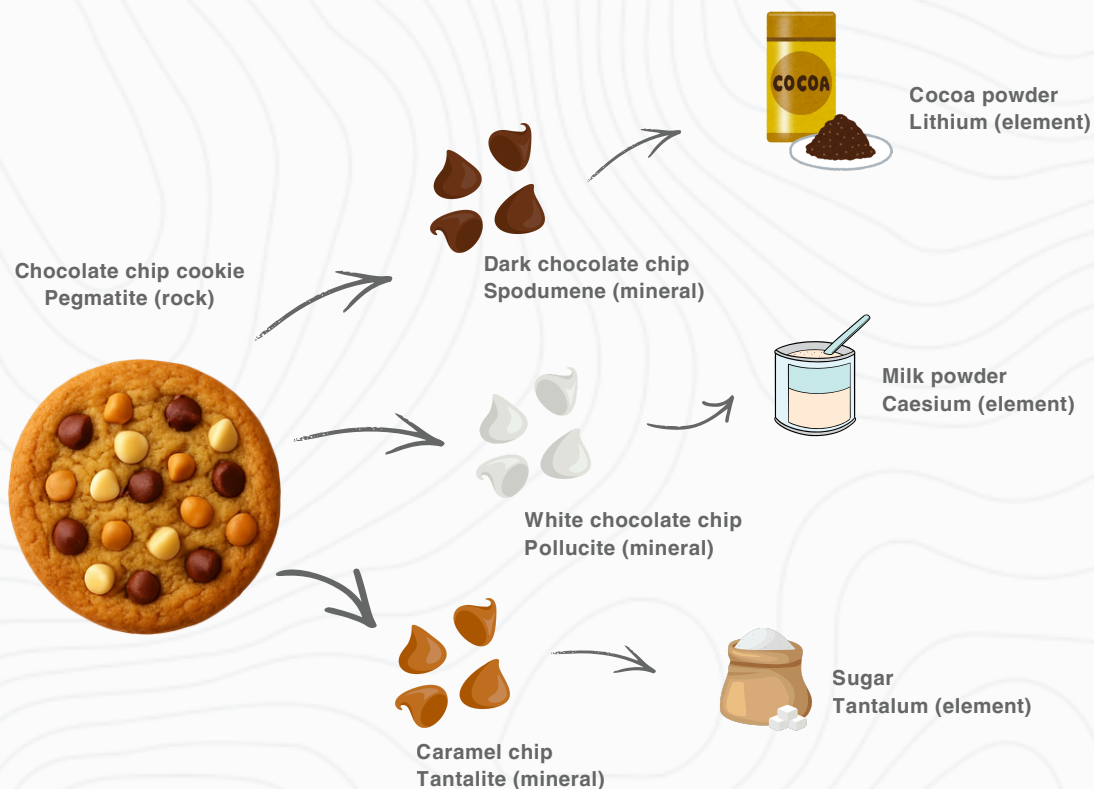 COCOA
Cocoa powder
Lithium (element)
Dark chocolate chip
Spodumene (mineral)
Chocolate chip cookie
Pegmatite (rock)
Milk powder
Caesium (element)
White chocolate chip
Pollucite (mineral)
Sugar
Tantalum (element)
Caramel chip
Tantalite (mineral)